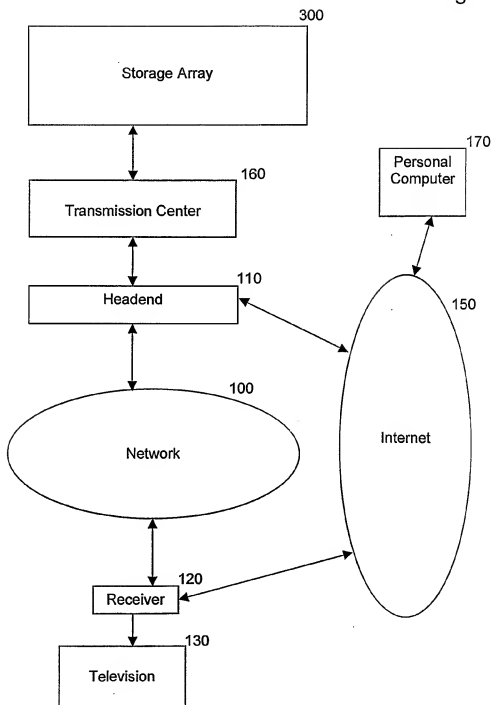 300
Storage Array
170
Personal
Computer
160
Transmission Center
110
Headend
150
100
Internet
Network
120
Receiver
130
Television